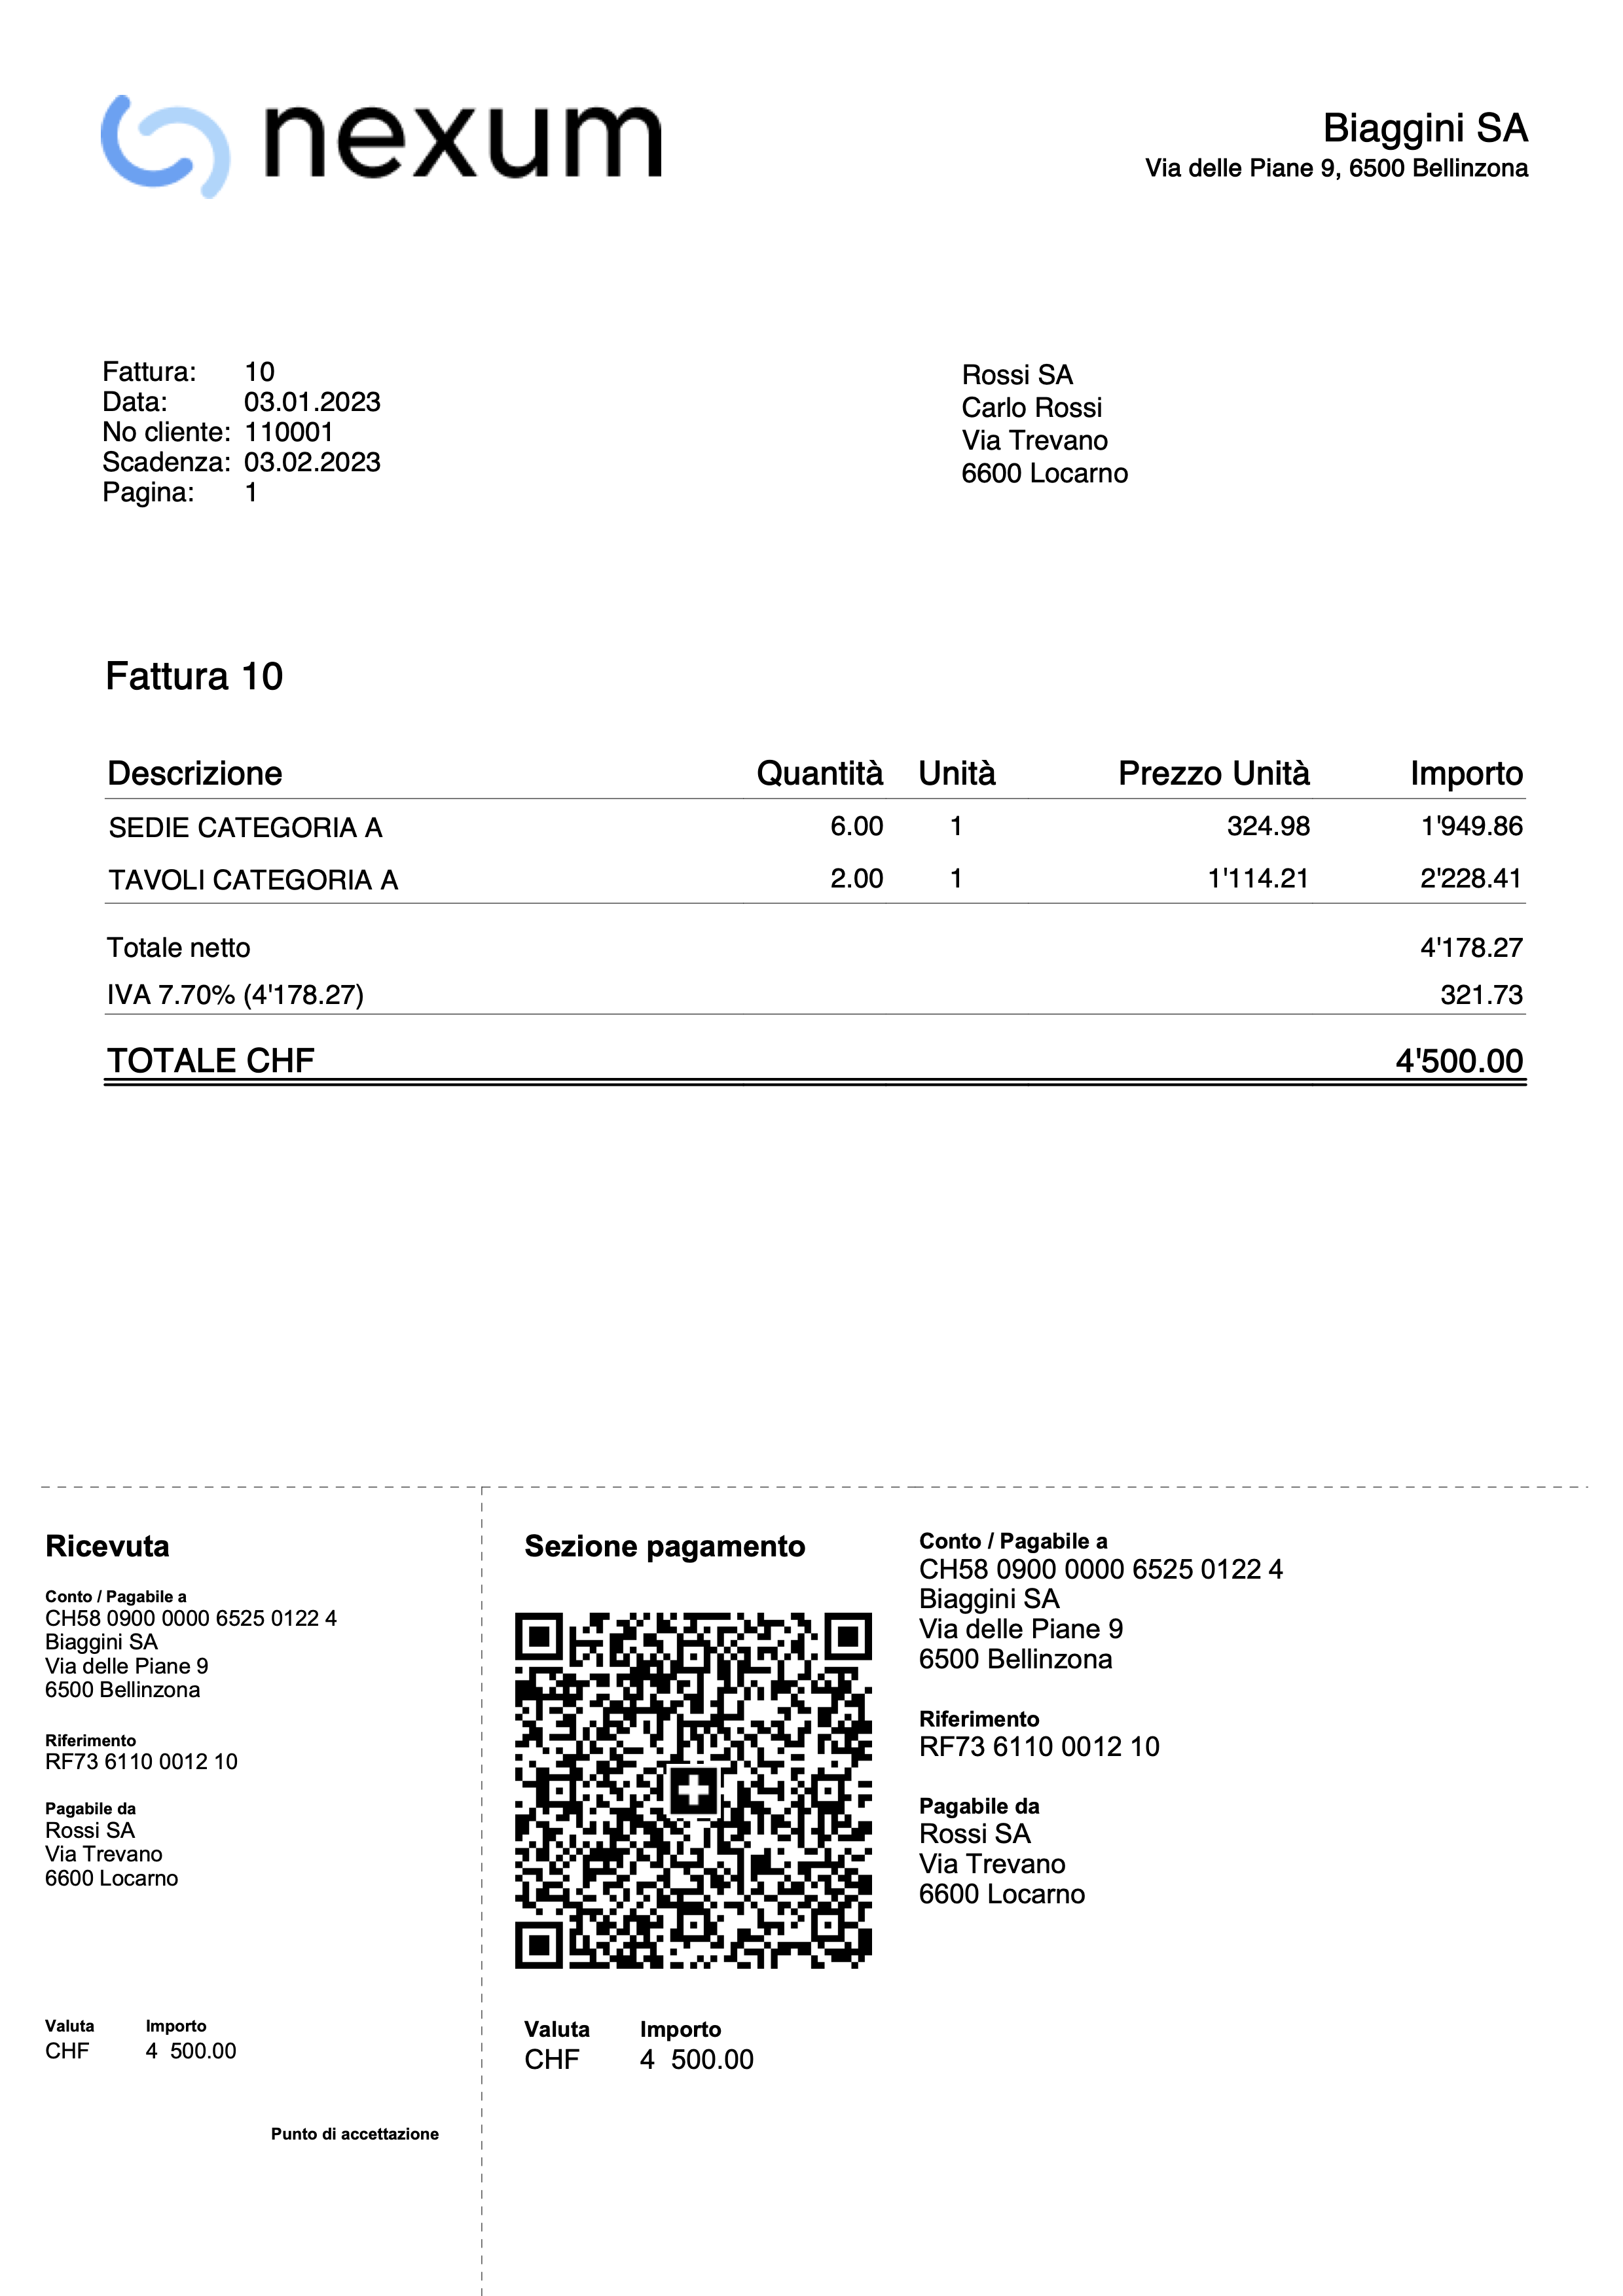 nexum
Biaggini SA
Via delle Piane 9, 6500 Bellinzona
Fattura: 10
Data: 03.01.2023
No cliente: 110001
Scadenza: 03.02.2023
Pagina: 1
Rossi SA
Carlo Rossi
Via Trevano
6600 Locarno
Fattura 10
Descrizione Quantità Unità Prezzo Unità Importo
SEDIE CATEGORIA A 6.00 1 324.98 1'949.86
TAVOLI CATEGORIA A 2.00 1 1'114.21 2'228.41
Totale netto 4'178.27
IVA 7.70% (4'178.27) 321.73
TOTALE CHF 4'500.00
Ricevuta
Conto / Pagabile a
CH58 0900 0000 6525 0122 4
Biaggini SA
Via delle Piane 9
6500 Bellinzona
Riferimento
RF73 6110 0012 10
Pagabile da
Rossi SA
Via Trevano
6600 Locarno
Valuta Importo
CHF 4 500.00
Punto di accettazione
Sezione pagamento
Valuta Importo
CHF 4 500.00
Conto / Pagabile a
CH58 0900 0000 6525 0122 4
Biaggini SA
Via delle Piane 9
6500 Bellinzona
Riferimento
RF73 6110 0012 10
Pagabile da
Rossi SA
Via Trevano
6600 Locarno